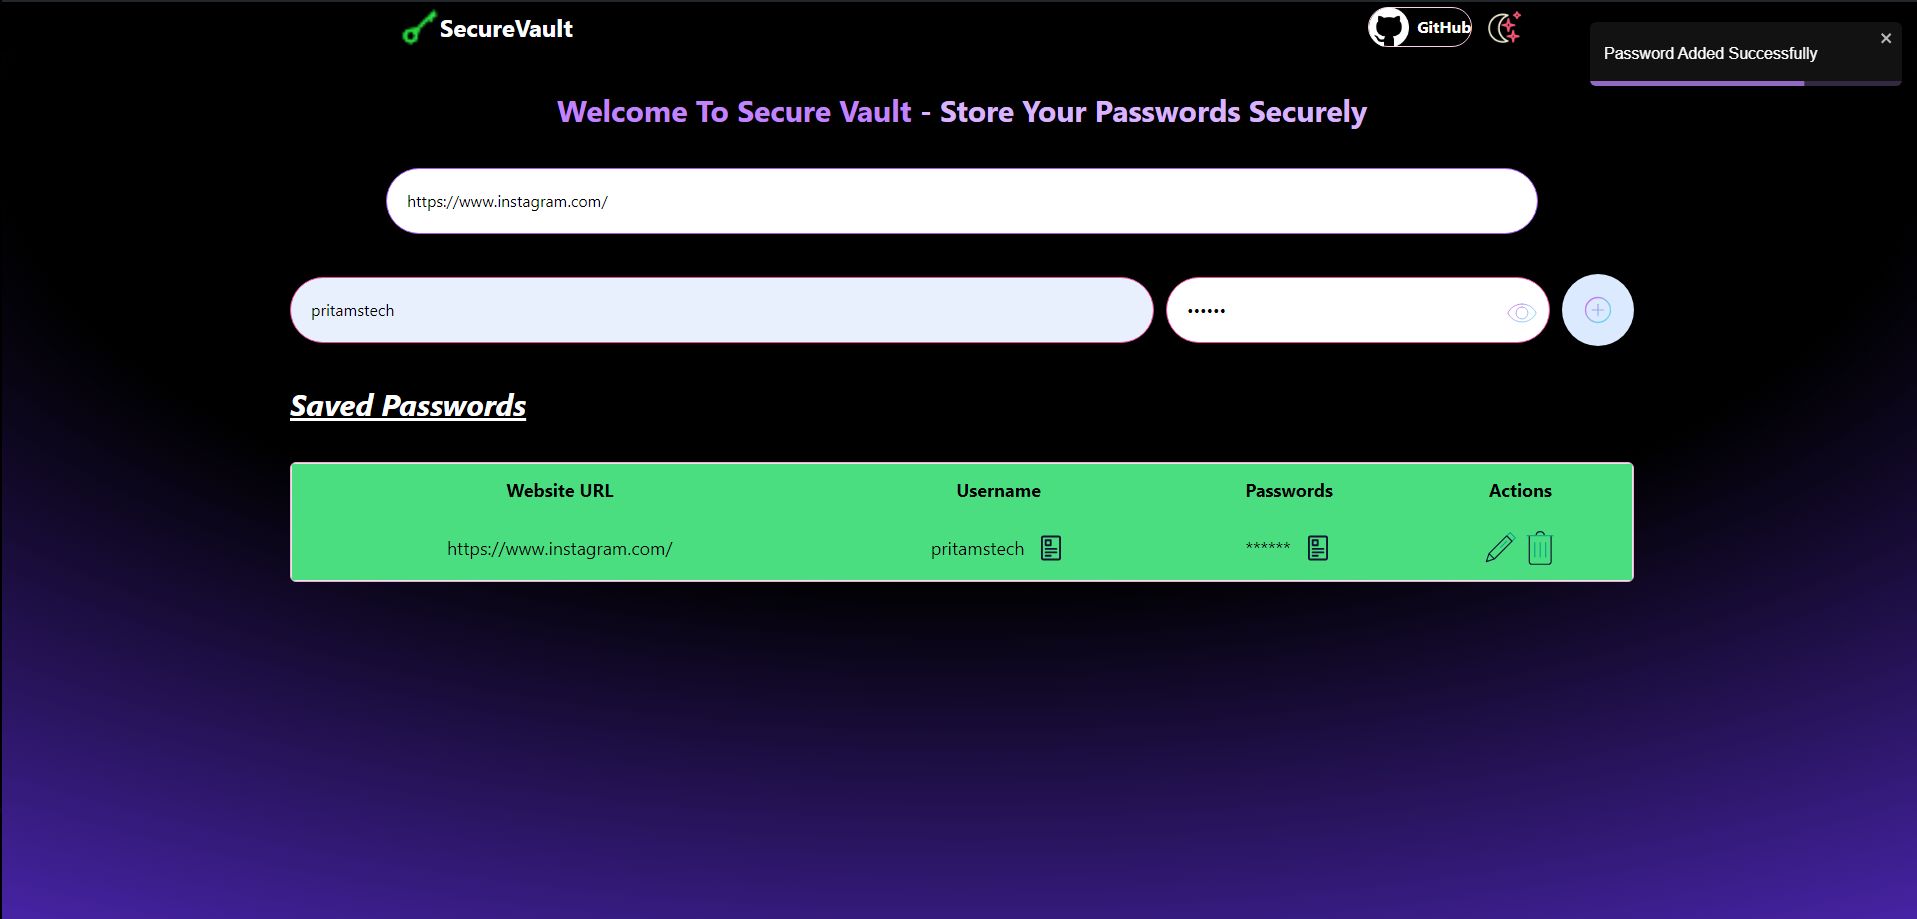 SecureVault
GitHub
Password Added Successfully
Welcome To Secure Vault - Store Your Passwords Securely
https://www.instagram.com/
pritamstech
••••••
Saved Passwords
Website URL Username Passwords Actions
https://www.instagram.com/ pritamstech ******